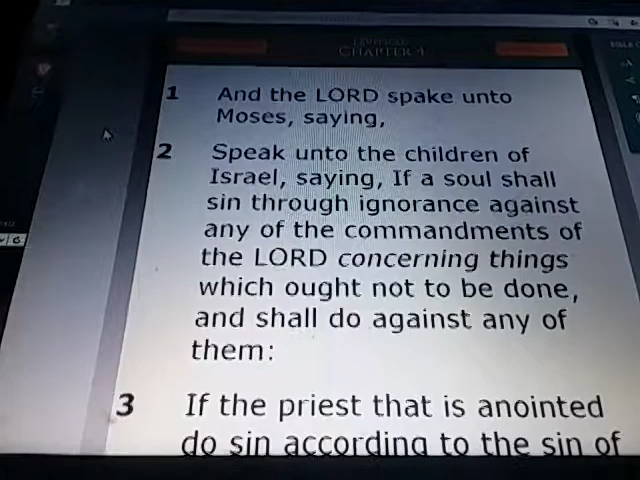 LEVITICUS
CHAPTER 4
1 And the LORD spake unto
Moses, saying,
2 Speak unto the children of
Israel, saying, If a soul shall
sin through ignorance against
any of the commandments of
the LORD concerning things
which ought not to be done,
and shall do against any of
them:
3 If the priest that is anointed
do sin according to the sin of